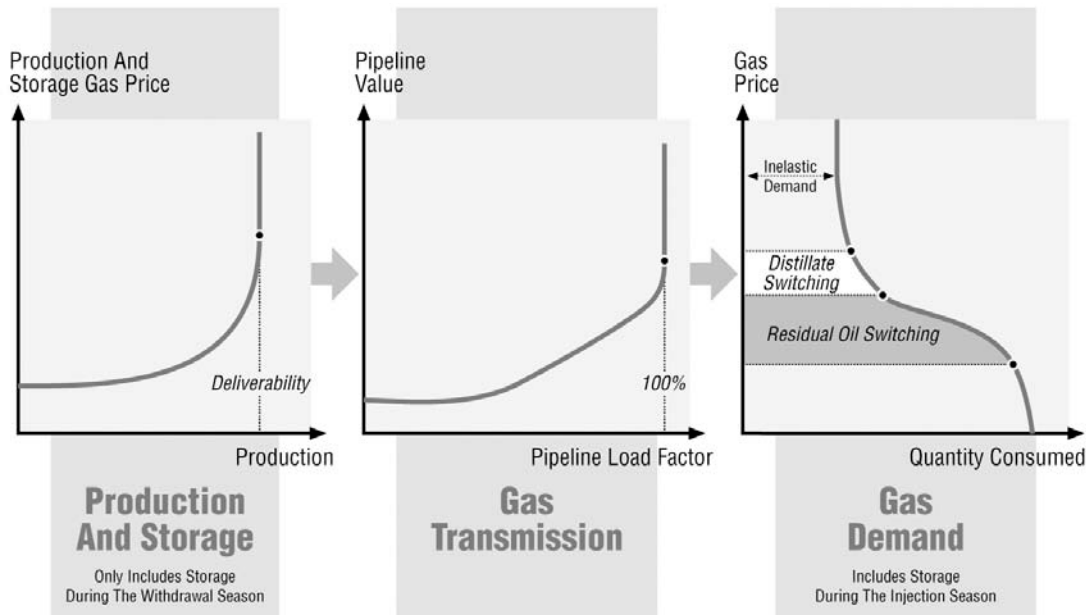 Production And
Storage Gas Price
Deliverability
Production
Production
And Storage
Only Includes Storage
During The Withdrawal Season
Pipeline
Value
100%
Pipeline Load Factor
Gas
Transmission
Gas
Price
Inelastic
Demand
Distillate
Switching
Residual Oil Switching
Quantity Consumed
Gas
Demand
Includes Storage
During The Injection Season